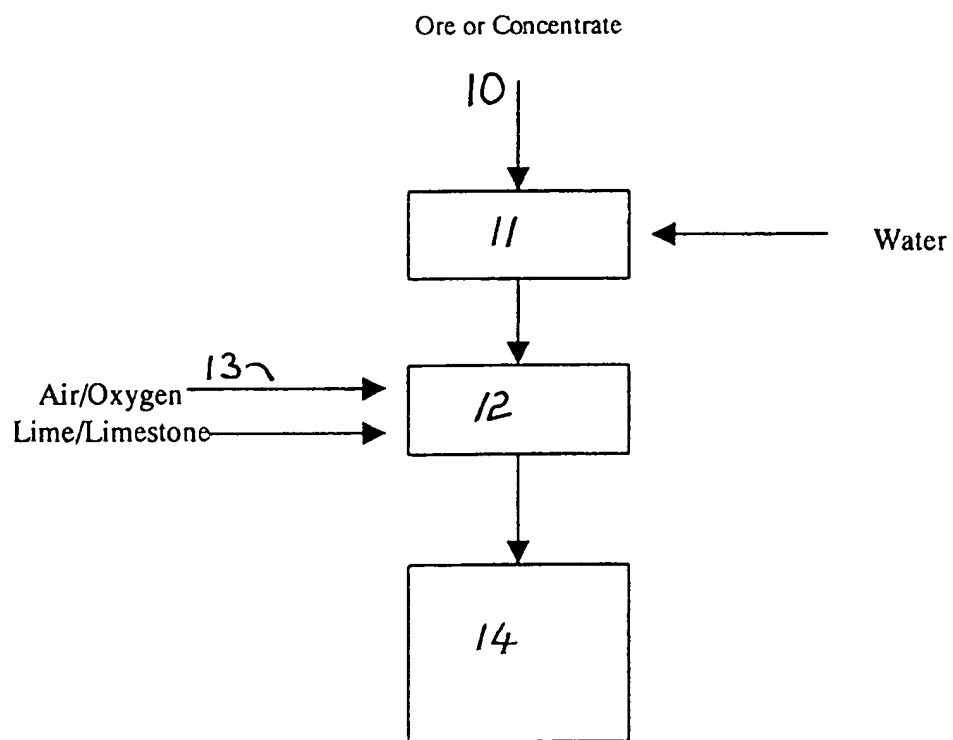 Ore or Concentrate
10
11
Water
13
Air/Oxygen
12
Lime/Limestone
14